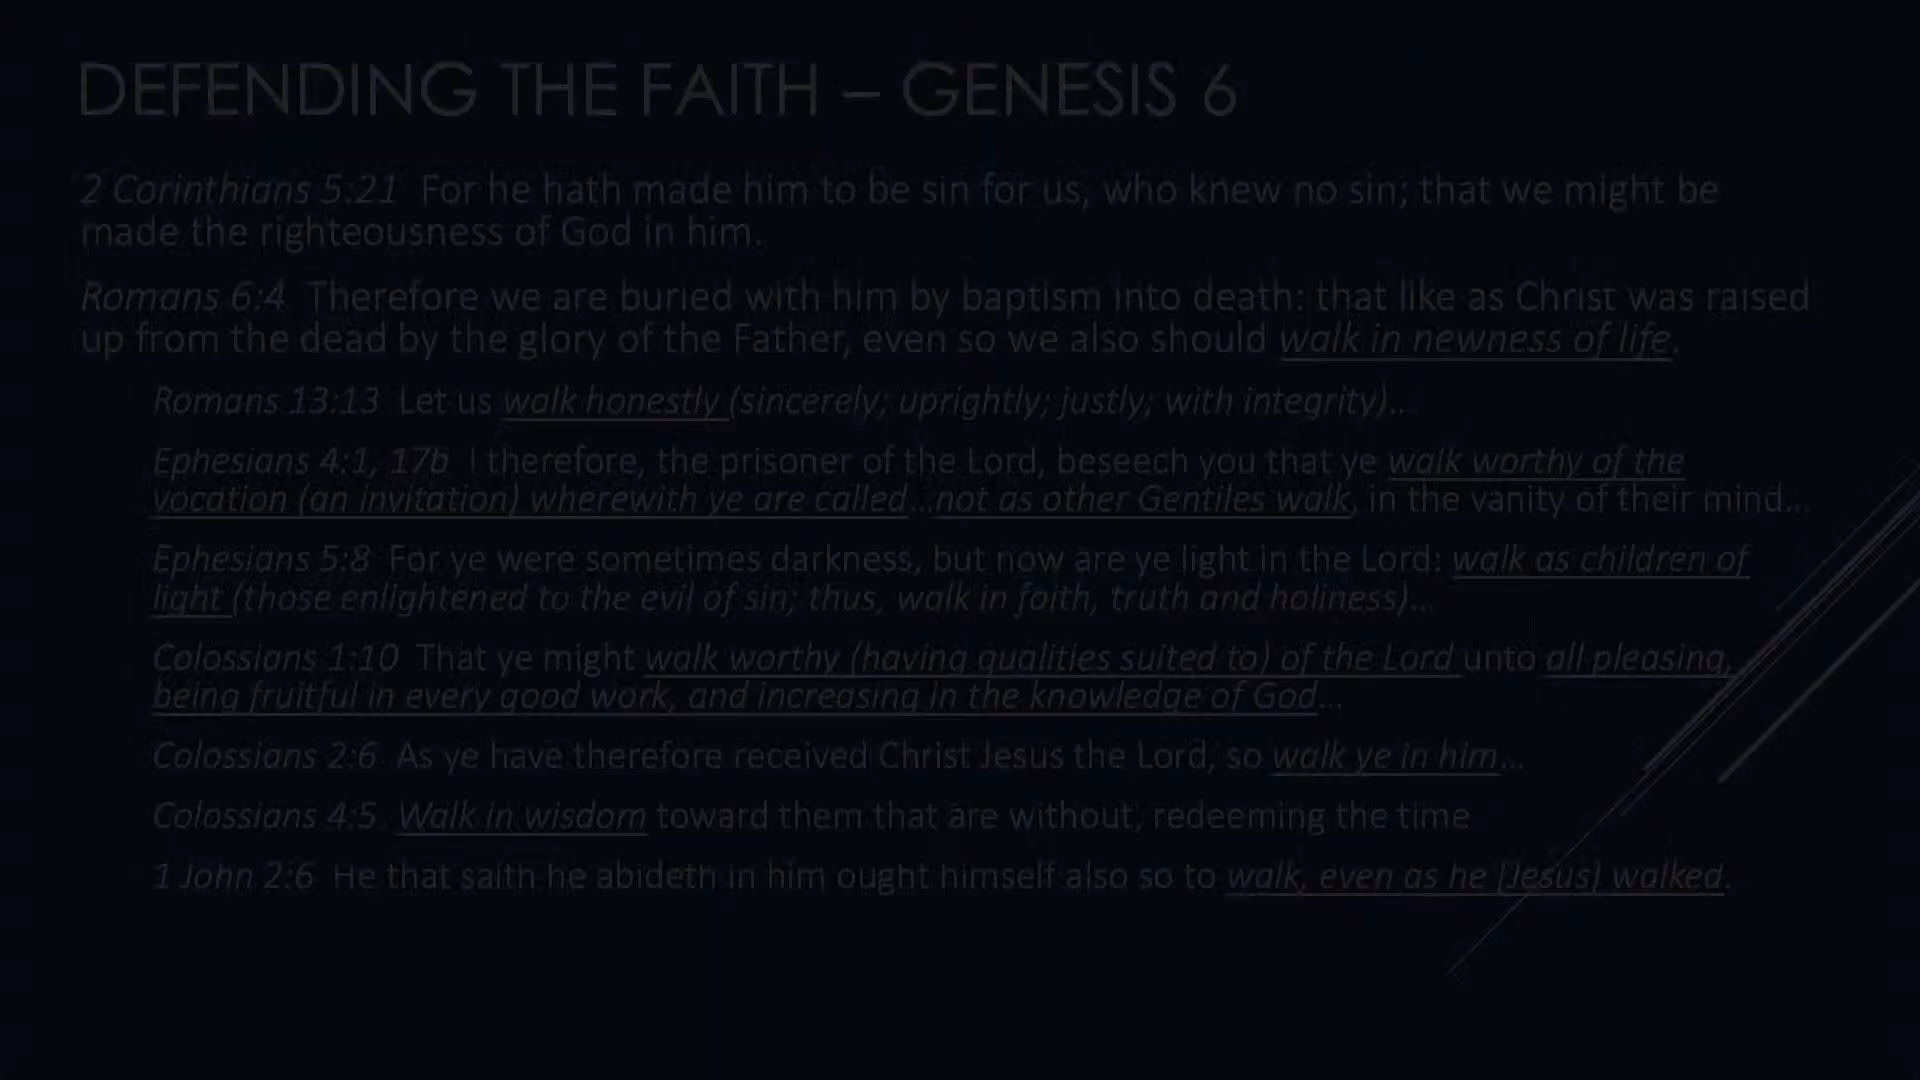 DEFENDING THE FAITH – GENESIS 6
2 Corinthians 5:21 For he hath made him to be sin for us, who knew no sin; that we might be
made the righteousness of God in him.
Romans 6:4 Therefore we are buried with him by baptism into death: that like as Christ was raised
up from the dead by the glory of the Father, even so we also should walk in newness of life.
Romans 13:13 Let us walk honestly (sincerely; uprightly; justly; with integrity)...
Ephesians 4:1, 17b I therefore, the prisoner of the Lord, beseech you that ye walk worthy of the
vocation (an invitation) wherewith ye are called...not as other Gentiles walk, in the vanity of their mind...
Ephesians 5:8 For ye were sometimes darkness, but now are ye light in the Lord: walk as children of
light (those enlightened to the evil of sin; thus, walk in faith, truth and holiness)...
Colossians 1:10 That ye might walk worthy (having qualities suited to) of the Lord unto all pleasing,
being fruitful in every good work, and increasing in the knowledge of God...
Colossians 2:6 As ye have therefore received Christ Jesus the Lord, so walk ye in him...
Colossians 4:5 Walk in wisdom toward them that are without, redeeming the time
1 John 2:6 He that saith he abideth in him ought himself also so to walk, even as he [Jesus] walked.